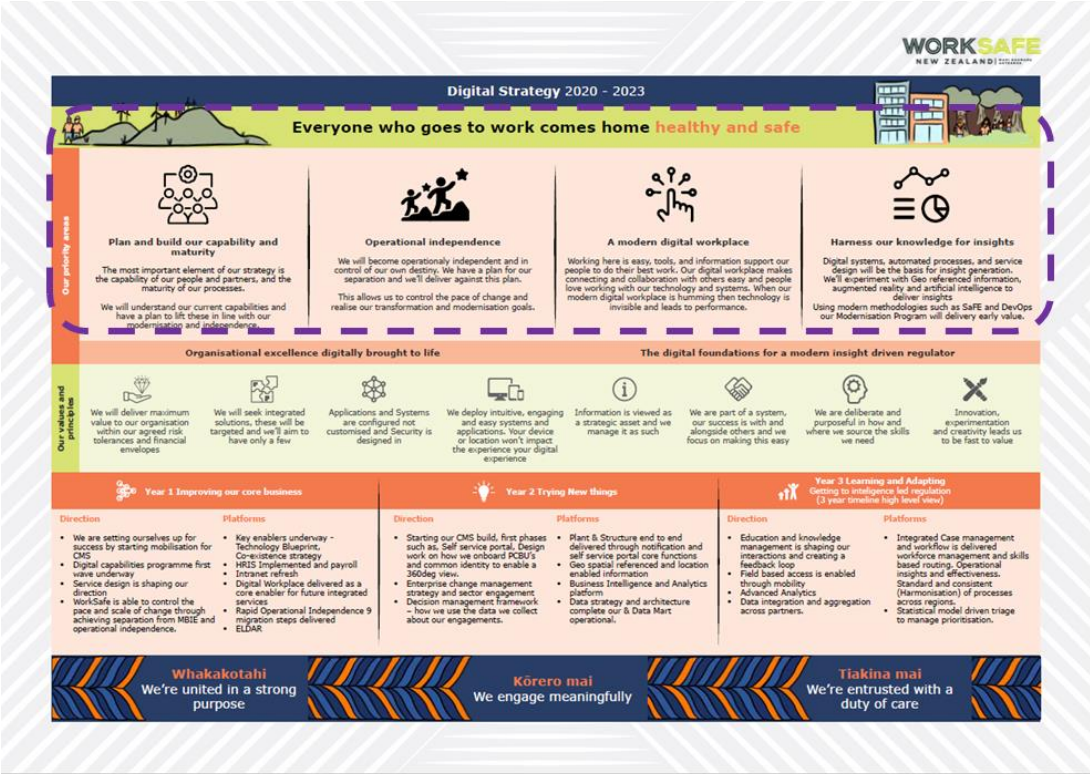 WORKSAFE
NEW ZEALAND
Digital Strategy 2020 - 2023
Everyone who goes to work comes home healthy and safe
Our priority areas
Plan and build our capability and
maturity
The most important element of our strategy is
the capability of our people and partners, and the
maturity of our processes.
We will understand our current capabilities and
have a plan to lift these in line with our
modernisation and independence.
Operational independence
We will become operationaly independent and in
control of our own destiny. We have a plan for our
separation and we'll deliver against this plan.
This allows us to control the pace of change and
realise our transformation and modernisation goals.
A modern digital workplace
Working here is easy, tools, and information support our
people to do their best work. Our digital workplace makes
connecting and collaboration with others easy and people
love working with our technology and systems. When our
modern digital workplace is humming then technology is
invisible and leads to performance.
Harness our knowledge for insights
Digital systems, automated processes, and service
design will be the basis for insight generation.
We'll experiment with Geo referenced information,
augmented reality and artificial intelligence to
deliver insights
Using modern methodologies such as SaFE and DevOps
our Modernisation Program will delivery early value.
Organisational excellence digitally brought to life
The digital foundations for a modern insight driven regulator
Our values and
principles
We will deliver maximum
value to our organisation
within our agreed risk
tolerances and financial
envelopes
We will seek integrated
solutions, these will be
targeted and we'll aim to
have only a few
Applications and Systems
are configured not
customised and Security is
designed in
We deploy intuitive, engaging
and easy systems and
applications. Your device
or location won't impact
the experience your digital
experience
Information is viewed as
a strategic asset and we
manage it as such
We are part of a system,
our success is with and
alongside others and we
focus on making this easy
We are deliberate and
purposeful in how and
where we source the skills
we need
Innovation,
experimentation
and creativity leads us
to be fast to value
Year 1 Improving our core business
Direction
• We are setting ourselves up for
success by starting mobilisation for
CMS
• Digital capabilities programme first
wave underway
• Service design is shaping our
direction
• WorkSafe is able to control the
pace and scale of change through
achieving separation from MBIE and
operational independence.
Platforms
• Key enablers underway -
Technology Blueprint,
Co-existence strategy
• HRIS Implemented and payroll
• Intranet refresh
• Digital Workplace delivered as a
core enabler for future integrated
services
• Rapid Operational Independence 9
migration steps delivered
• ELDAR
Year 2 Trying New things
Direction
• Starting our CMS build, first phases
such as, Self service portal, Design
work on how we onboard PCBU's
and common identity to enable a
360deg view.
• Enterprise change management
strategy and sector engagement
• Decision management framework
– how we use the data we collect
about our engagements.
Platforms
• Plant & Structure end to end
delivered through notification and
self service portal core functions
• Geo spatial referenced and location
enabled information
• Business Intelligence and Analytics
platform
• Data strategy and architecture
complete our & Data Mart
operational.
Year 3 Learning and Adapting
Getting to inteligence led regulation
(3 year timeline high level view)
Direction
• Education and knowledge
management is shaping our
interactions and creating a
feedback loop
• Field based access is enabled
through mobility
• Advanced Analytics
• Data integration and aggregation
across partners.
Platforms
• Integrated Case management
and workflow is delivered
workforce management and skills
based routing. Operational
insights and effectiveness.
Standard and consistent
(Harmonisation) of processes
across regions.
• Statistical model driven triage
to manage prioritisation.
Whakakotahi
We're united in a strong
purpose
Kōrero mai
We engage meaningfully
Tiakina mai
We're entrusted with a
duty of care